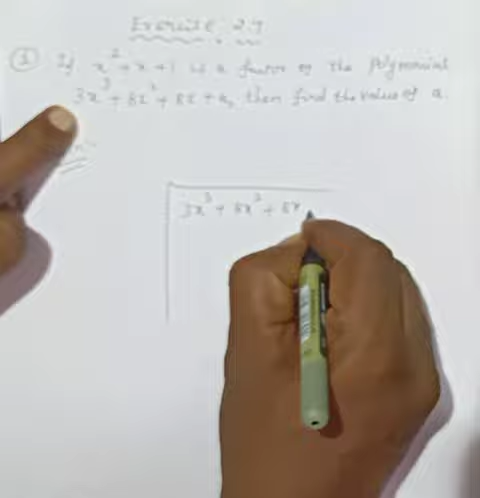 Exercise: 2.4
① If x² + x + 1 is a factor of the Polynomial
3x³ + 8x² + 8x + a, then find the value of a.
3x³ + 8x² + 8x